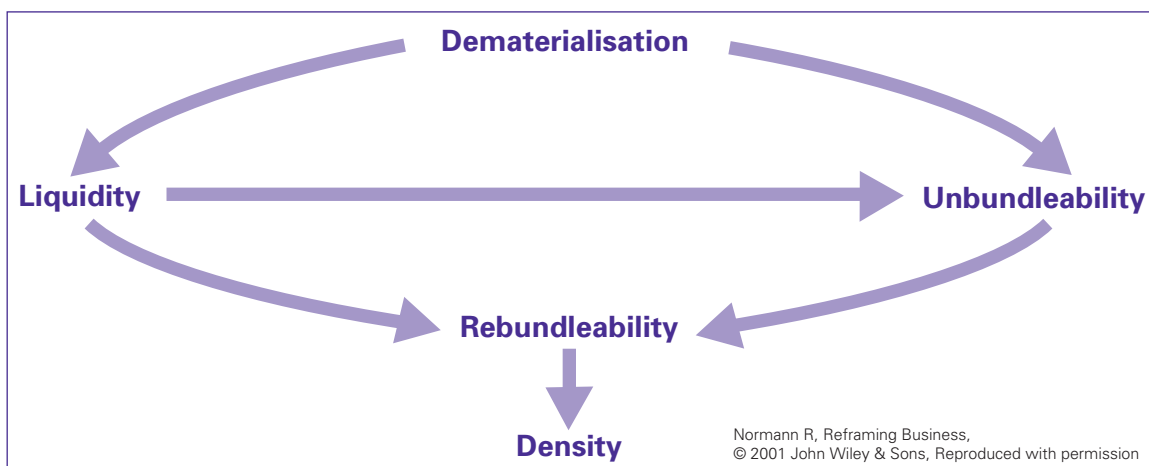 Dematerialisation
Liquidity
Unbundleability
Rebundleability
Density
Normann R, Reframing Business,
© 2001 John Wiley & Sons, Reproduced with permission